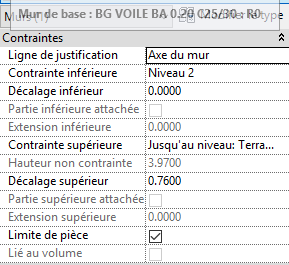 Mur de base : BG VOILE BA 0.20 C25/30 : R0
Contraintes
Ligne de justification Axe du mur
Contrainte inférieure Niveau 2
Décalage inférieur 0.0000
Partie inférieure attachée
Extension inférieure 0.0000
Contrainte supérieure Jusqu'au niveau: Terra...
Hauteur non contrainte 3.9700
Décalage supérieur 0.7600
Partie supérieure attachée
Extension supérieure 0.0000
Limite de pièce
Lié au volume